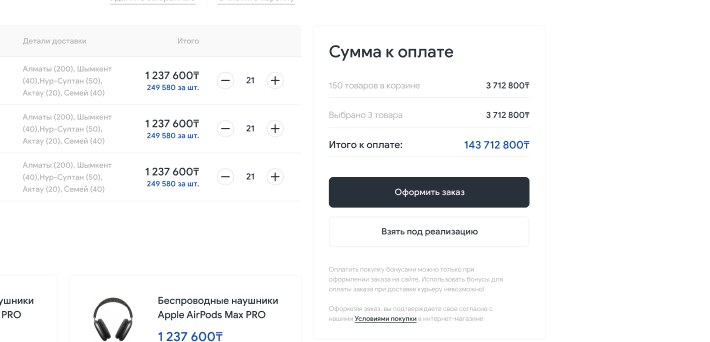 Детали доставки
Итого
Алматы (200), Шымкент
(40),Нур-Султан (50),
Актау (20), Семей (40)
1 237 600₸
249 580 за шт.
21
Алматы (200), Шымкент
(40),Нур-Султан (50),
Актау (20), Семей (40)
1 237 600₸
249 580 за шт.
21
Алматы (200), Шымкент
(40),Нур-Султан (50),
Актау (20), Семей (40)
1 237 600₸
249 580 за шт.
21
Сумма к оплате
150 товаров в корзине
3 712 800₸
Выбрано 3 товара
3 712 800₸
Итого к оплате:
143 712 800₸
Оформить заказ
Взять под реализацию
Оплатить покупку бонусами можно только при
оформлении заказа на сайте. Использовать бонусы для
оплаты заказа при доставке курьеру невозможно!
Оформляя заказ, вы подтверждаете свое согласие с
нашими Условиями покупки в интернет-магазине
PRO
Беспроводные наушники
Apple AirPods Max PRO
1 237 600₸